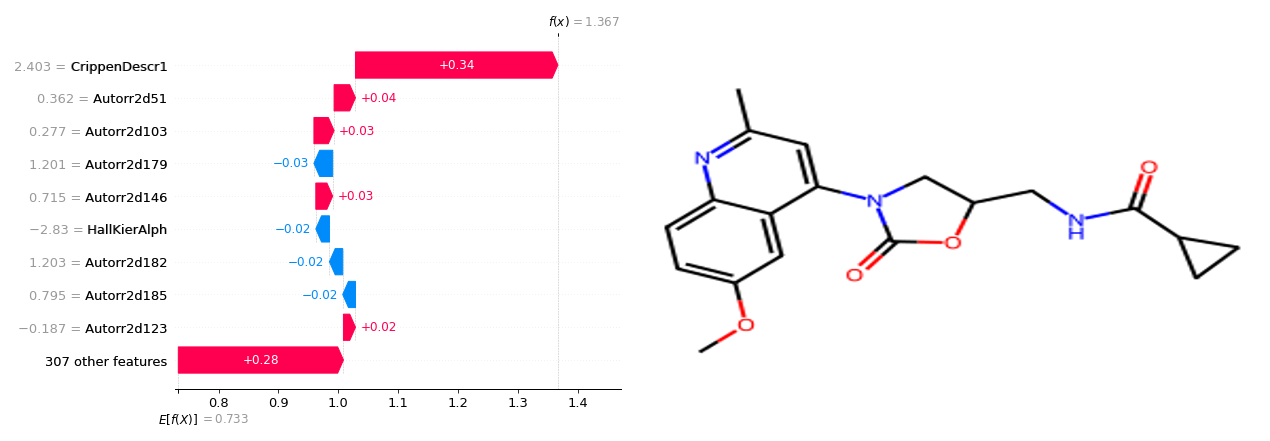 f(x) = 1.367
2.403 = CrippenDescr1
+0.34
0.362 = Autorr2d51
+0.04
0.277 = Autorr2d103
+0.03
1.201 = Autorr2d179
−0.03
0.715 = Autorr2d146
+0.03
−2.83 = HallKierAlph
−0.02
1.203 = Autorr2d182
−0.02
0.795 = Autorr2d185
−0.02
−0.187 = Autorr2d123
+0.02
307 other features
+0.28
0.8 0.9 1.0 1.1 1.2 1.3 1.4
E[f(X)] = 0.733
N
N
O
O
O
N
H
O